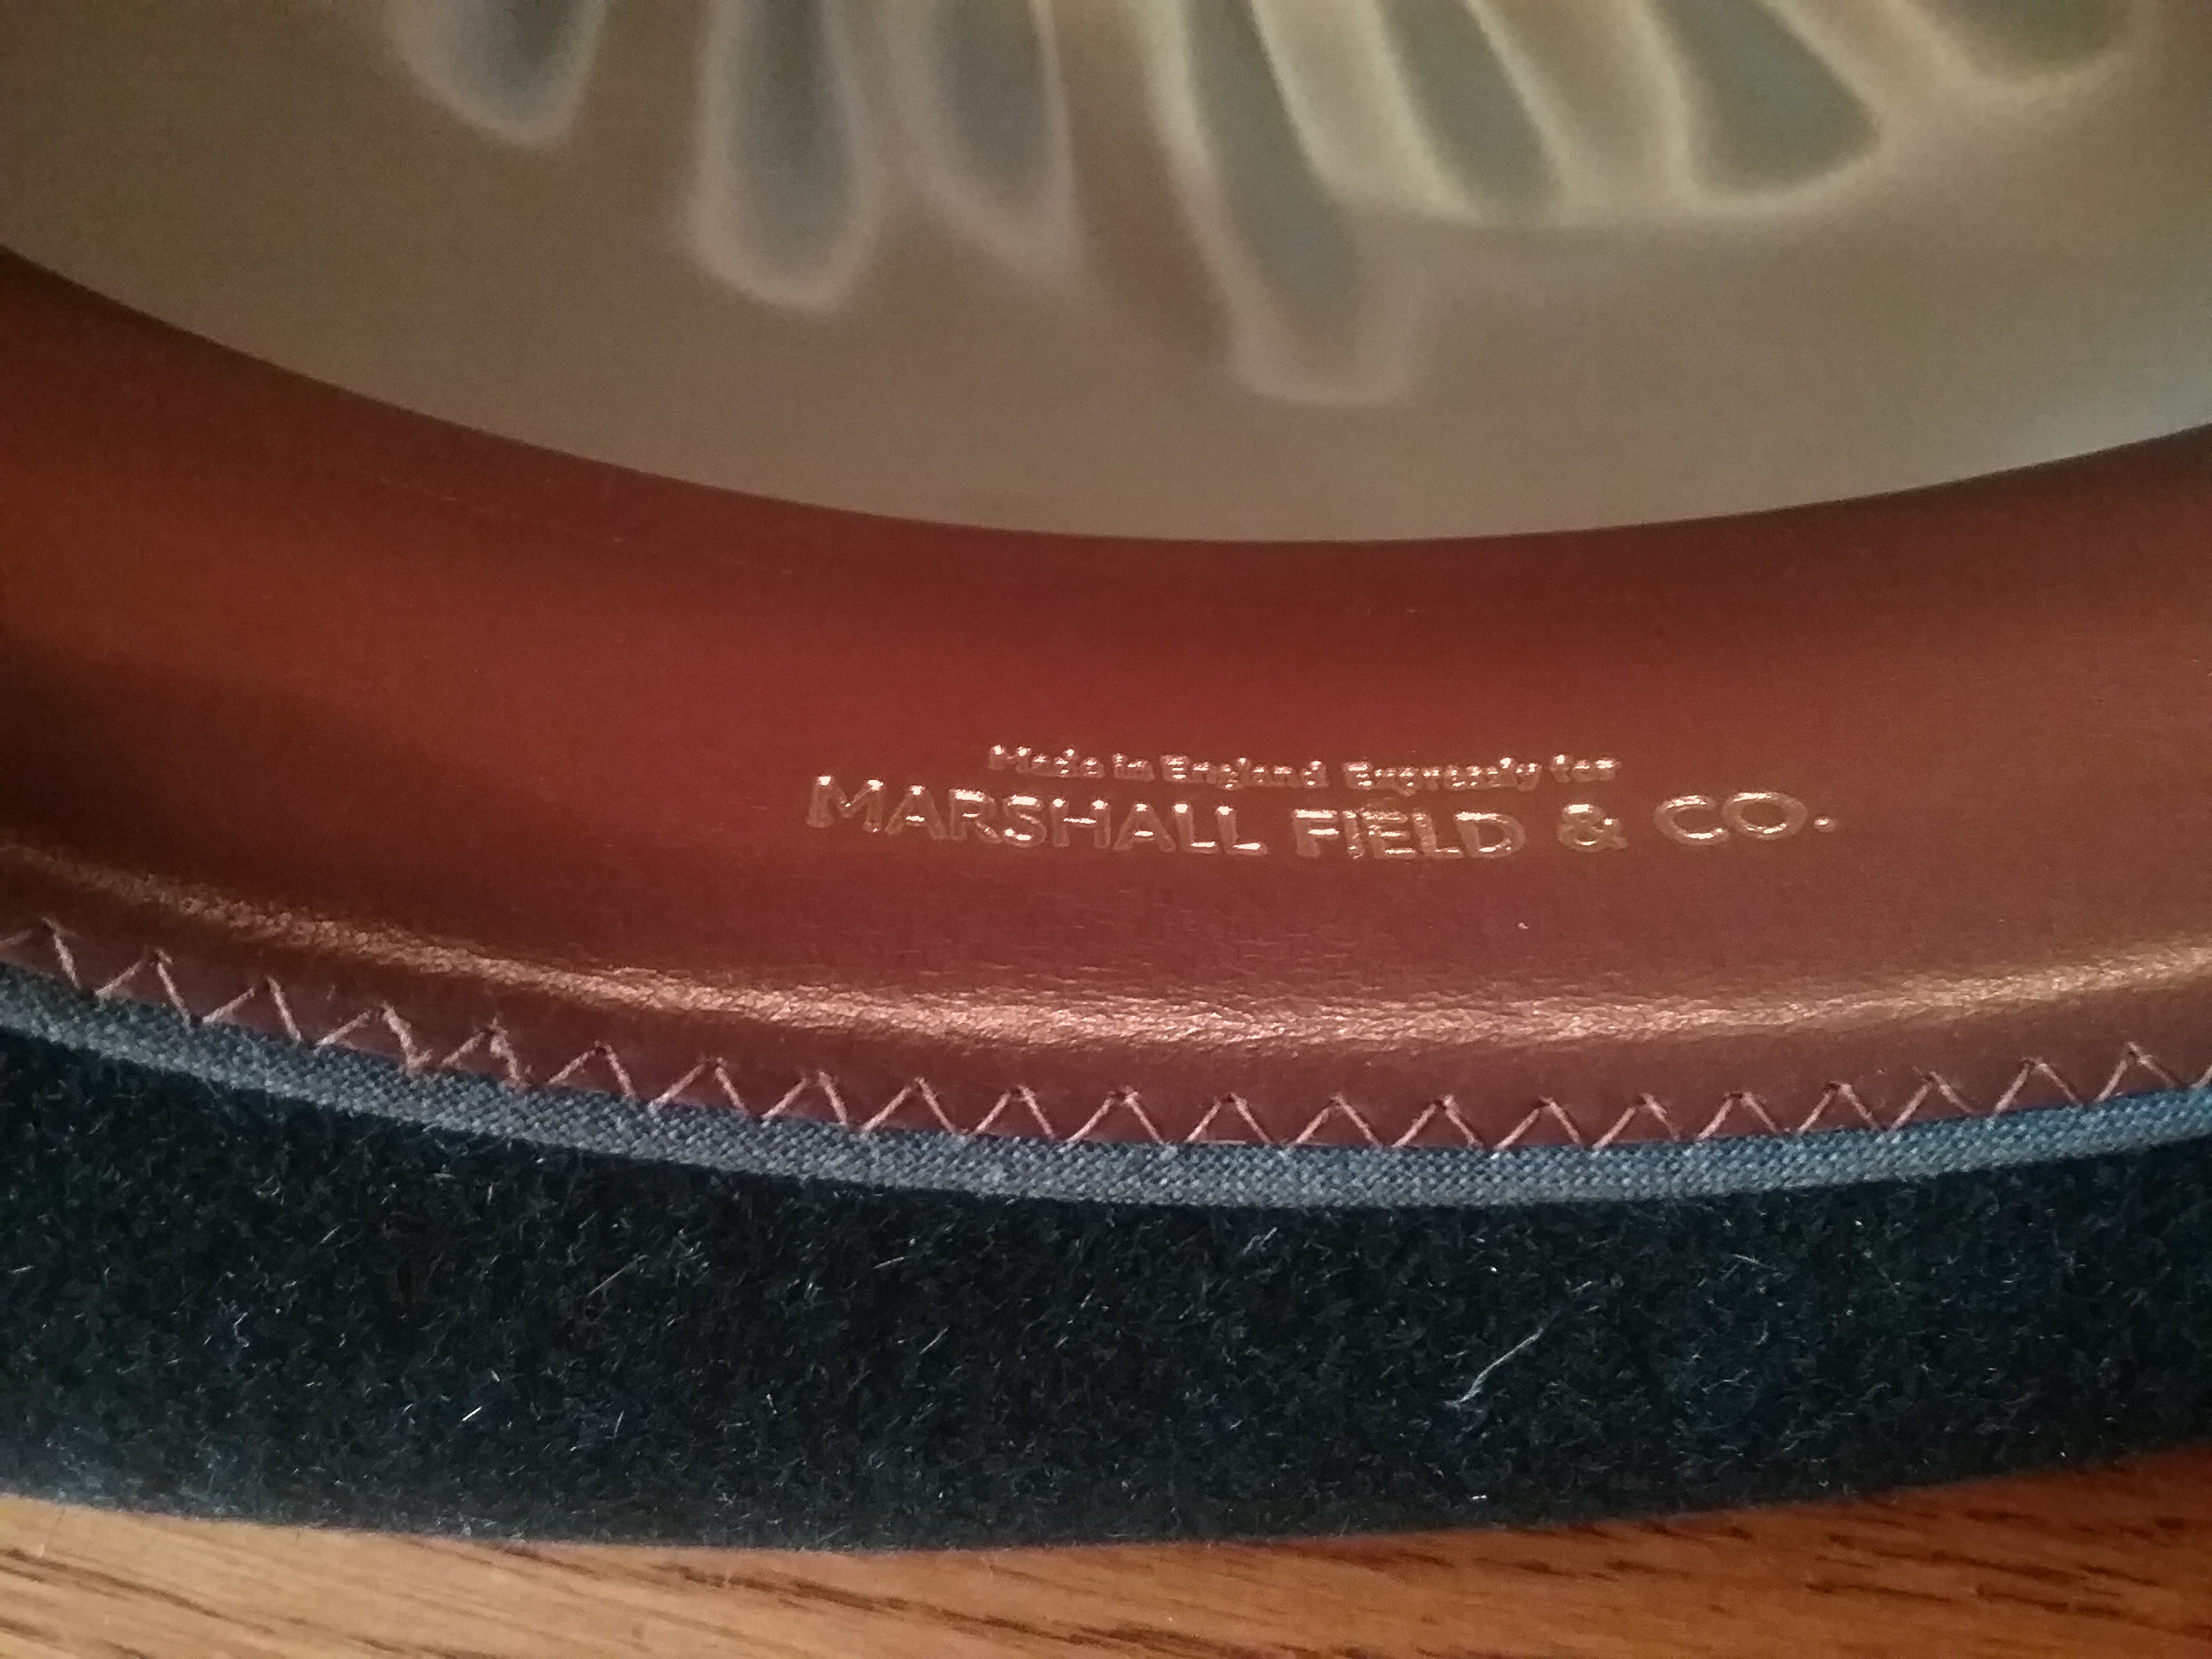 Made in England Expressly for
MARSHALL FIELD & CO.